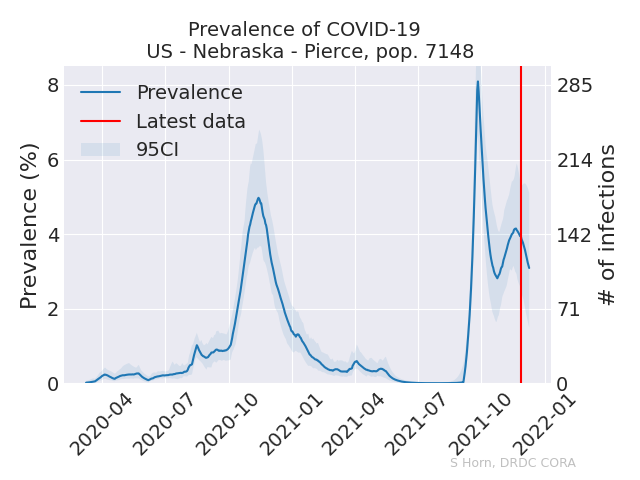 Prevalence of COVID-19
US - Nebraska - Pierce, pop. 7148
Prevalence
Latest data
95CI
Prevalence (%)
8
6
4
2
0
# of infections
285
214
142
71
0
2020-04
2020-07
2020-10
2021-01
2021-04
2021-07
2021-10
2022-01
S Horn, DRDC CORA